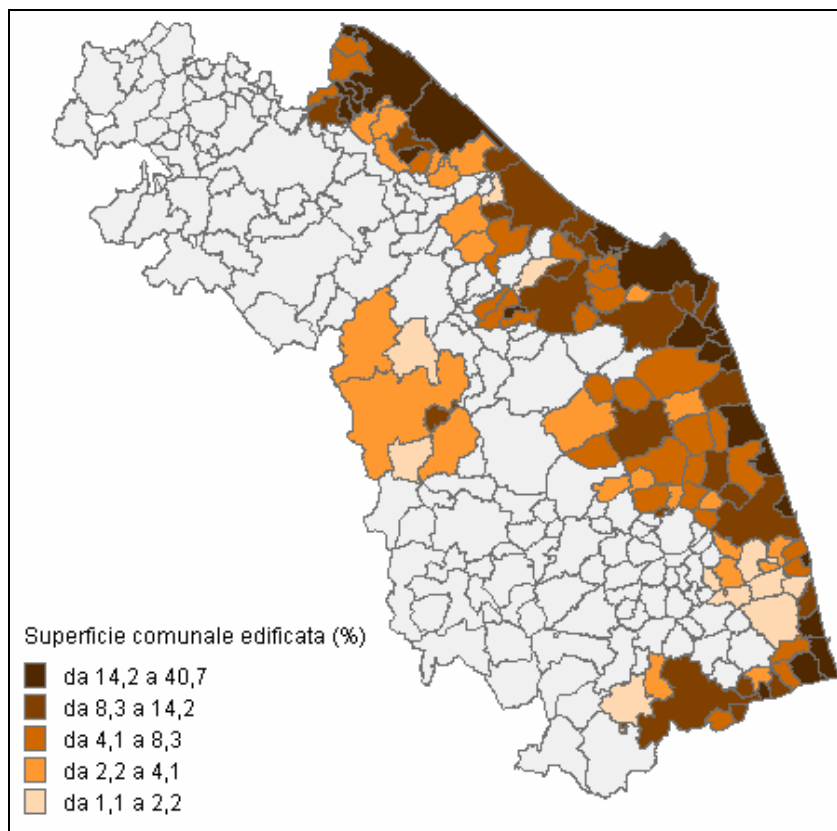 Superficie comunale edificata (%)
da 14,2 a 40,7
da 8,3 a 14,2
da 4,1 a 8,3
da 2,2 a 4,1
da 1,1 a 2,2